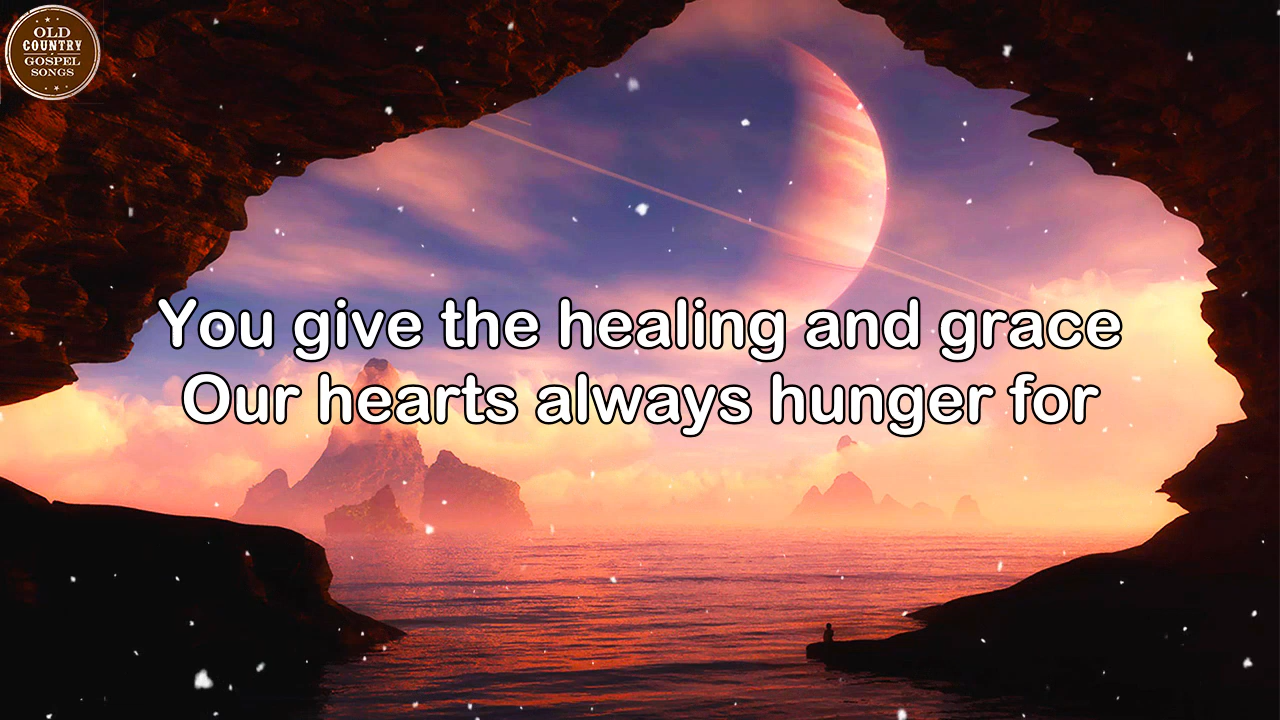 OLD
COUNTRY
GOSPEL
SONGS
You give the healing and grace
Our hearts always hunger for